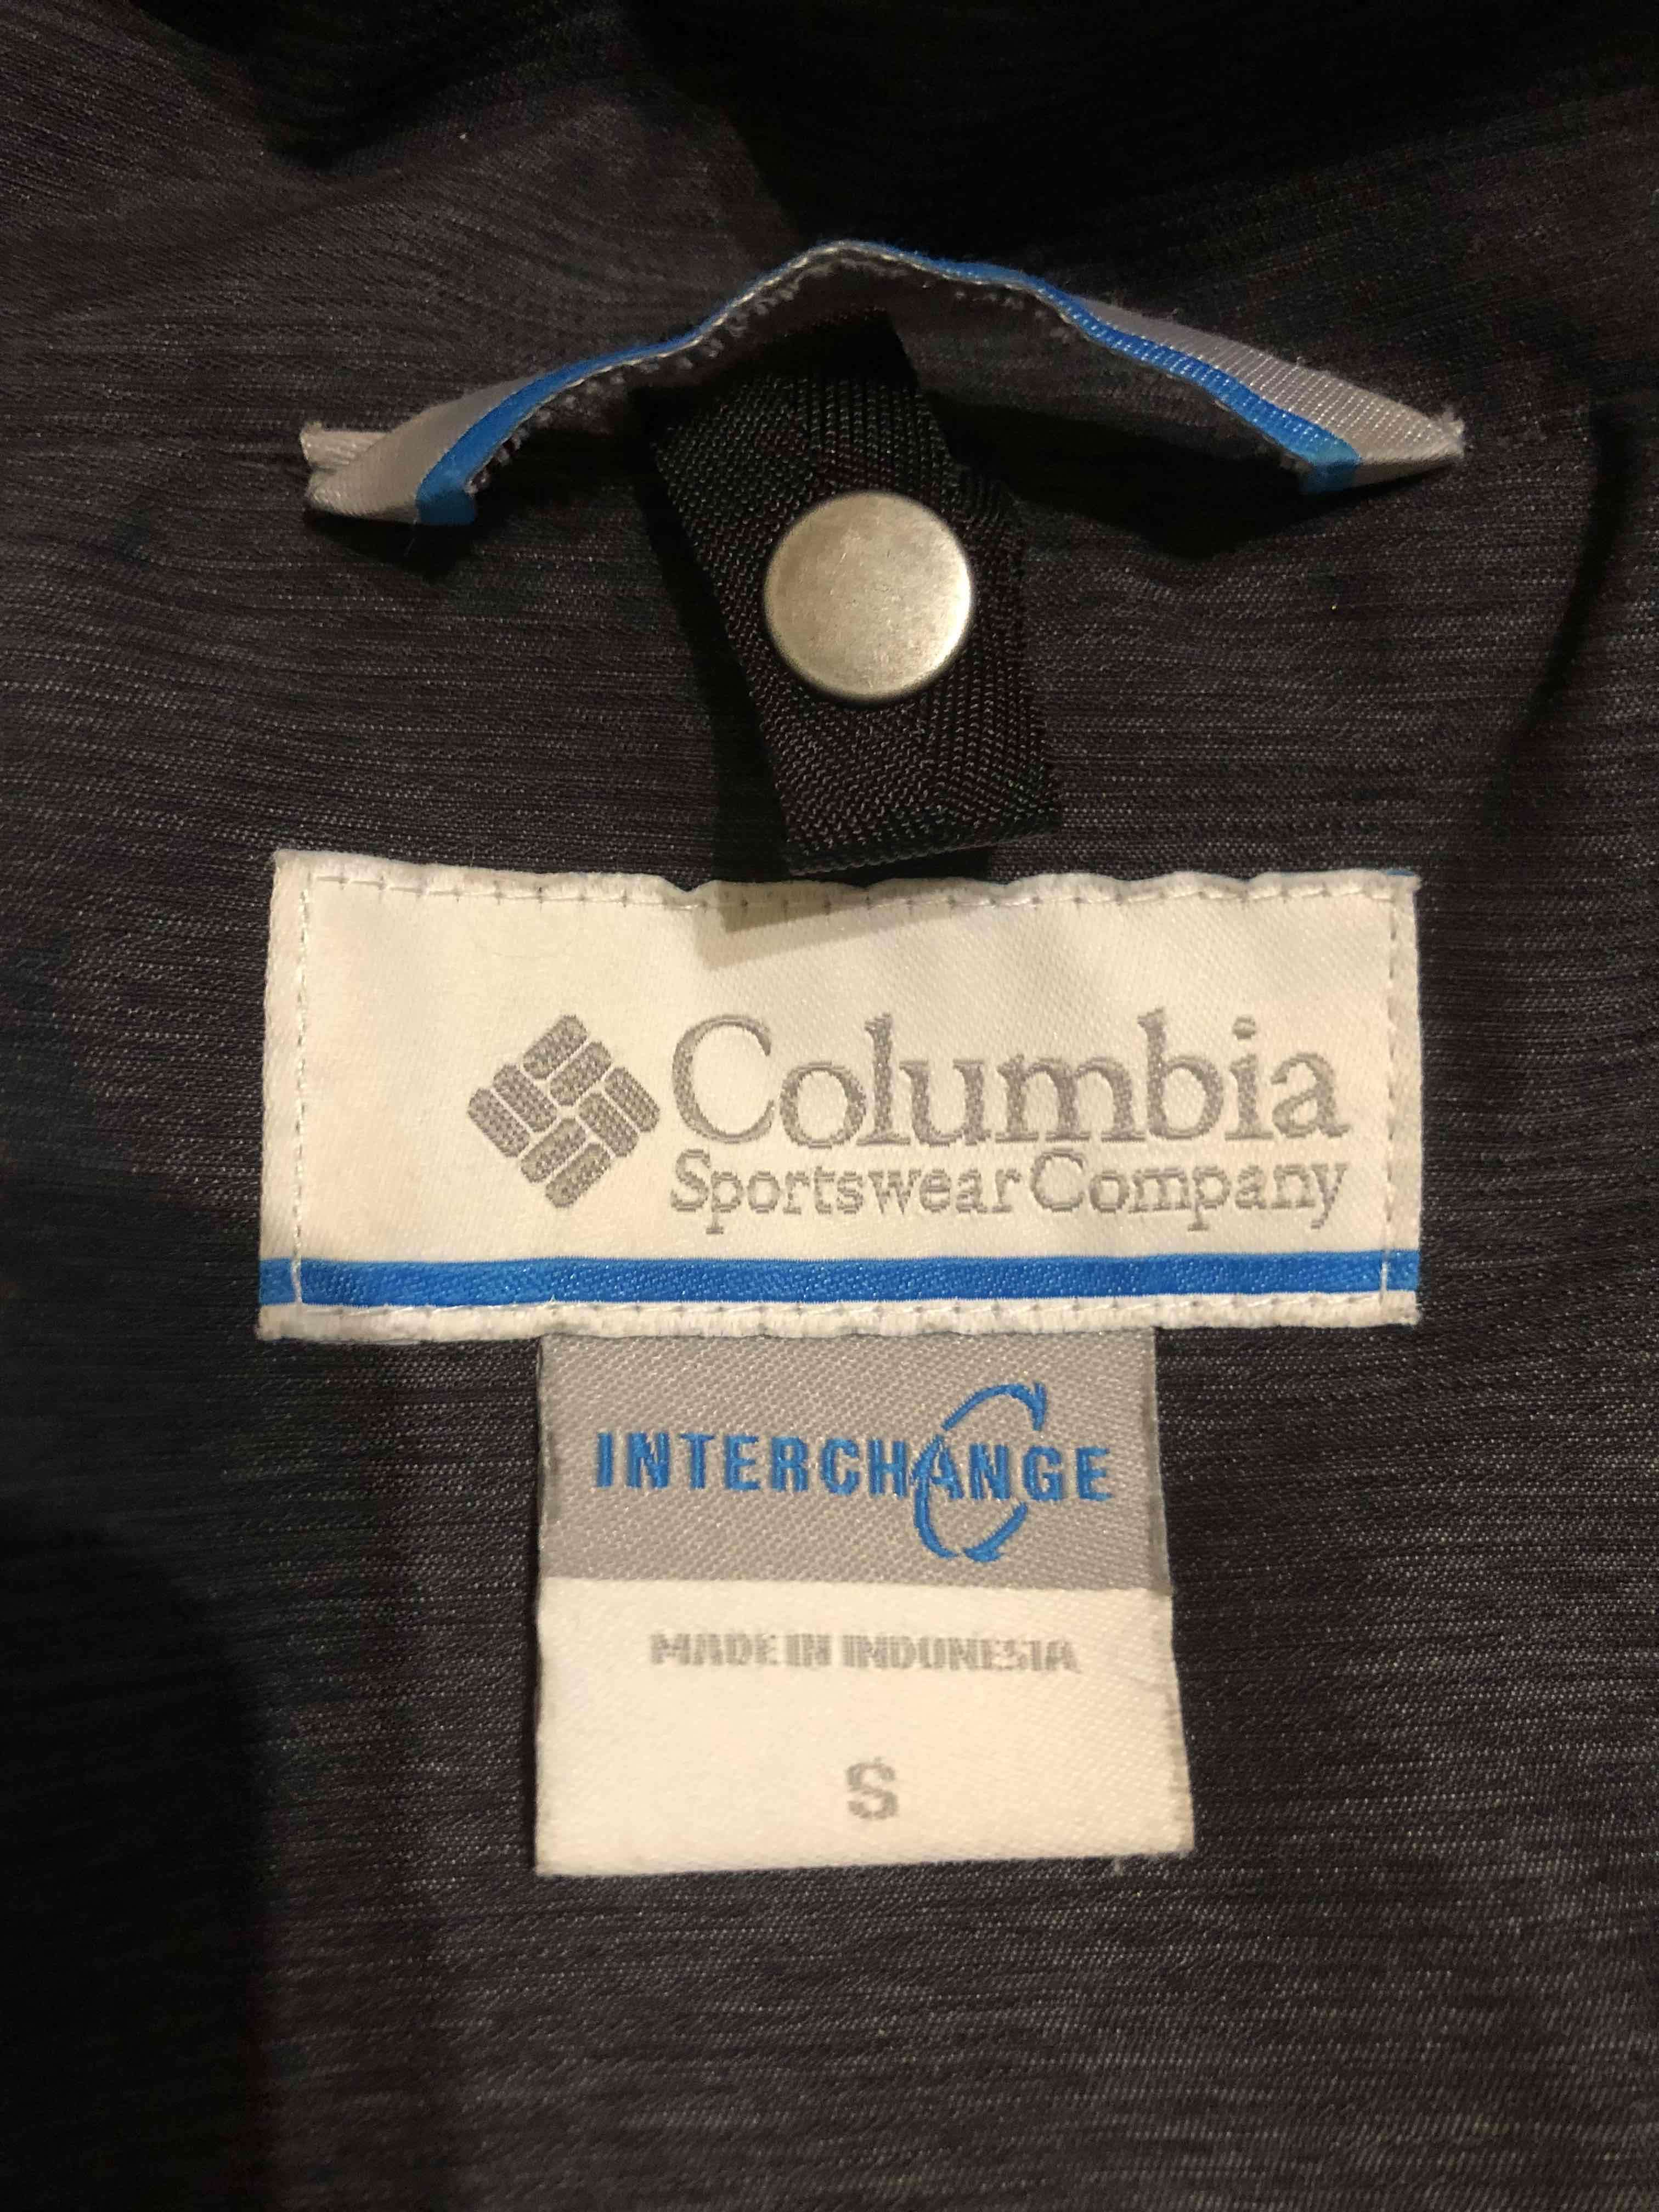 Columbia
Sportswear Company
INTERCHANGE
MADE IN INDONESIA
S